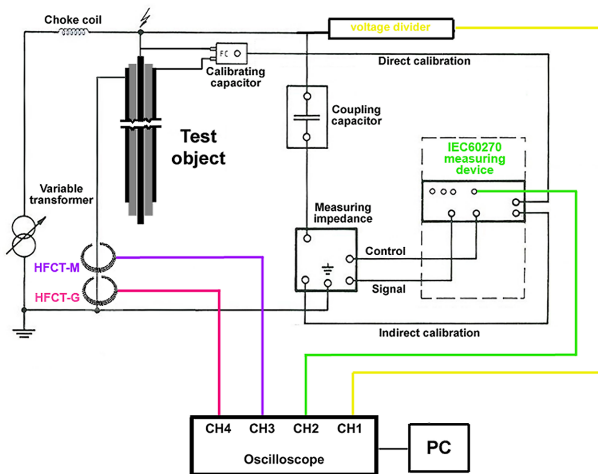 Choke coil
voltage divider
FC
Calibrating
capacitor
Direct calibration
Coupling
capacitor
Test
object
IEC60270
measuring
device
Variable
transformer
Measuring
impedance
HFCT-M
Control
HFCT-G
Signal
Indirect calibration
CH4 CH3 CH2 CH1
Oscilloscope
PC